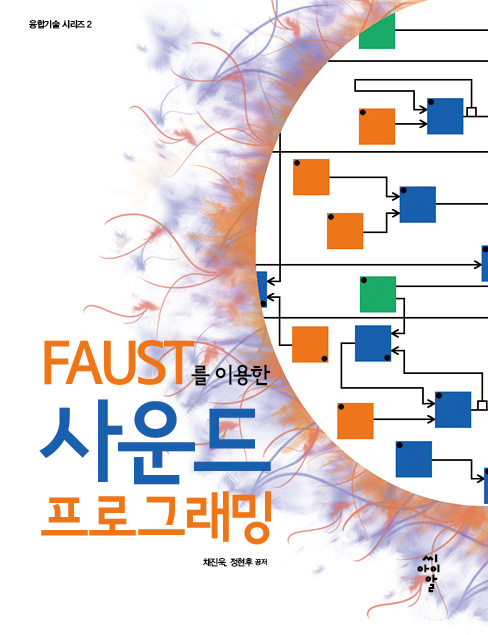 융합기술 시리즈 2
FAUST를 이용한
사운드
프로그래밍
채진욱, 정현후 공저
씨
아이
알